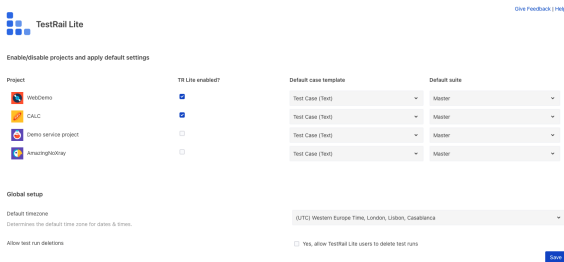 Give Feedback | Help
TestRail Lite
Enable/disable projects and apply default settings
Project TR Lite enabled? Default case template Default suite
WebDemo Test Case (Text) Master
CALC Test Case (Text) Master
Demo service project Test Case (Text) Master
AmazingNoXray Test Case (Text) Master
Global setup
Default timezone
(UTC) Western Europe Time, London, Lisbon, Casablanca
Determines the default time zone for dates & times.
Allow test run deletions Yes, allow TestRail Lite users to delete test runs
Save